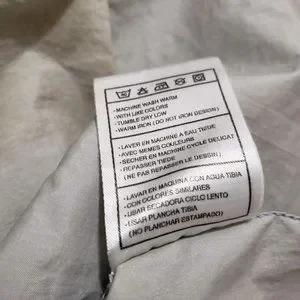 -MACHINE WASH WARM
-WITH LIKE COLORS
-TUMBLE DRY LOW
-WARM IRON (DO NOT IRON DESIGN)
-LAVER EN MACHINE A EAU TIEDE
-AVEC MEMES COULEURS
-SECHER EN MACHINE CYCLE DELICAT
-REPASSER TIEDE
(NE PAS REPASSER LE DESSIN)
-LAVAR EN MAQUINA CON AGUA TIBIA
-CON COLORES SIMILARES
-USAR SECADORA CICLO LENTO
-USAR PLANCHA TIBIA
(NO PLANCHAR ESTAMPADO)